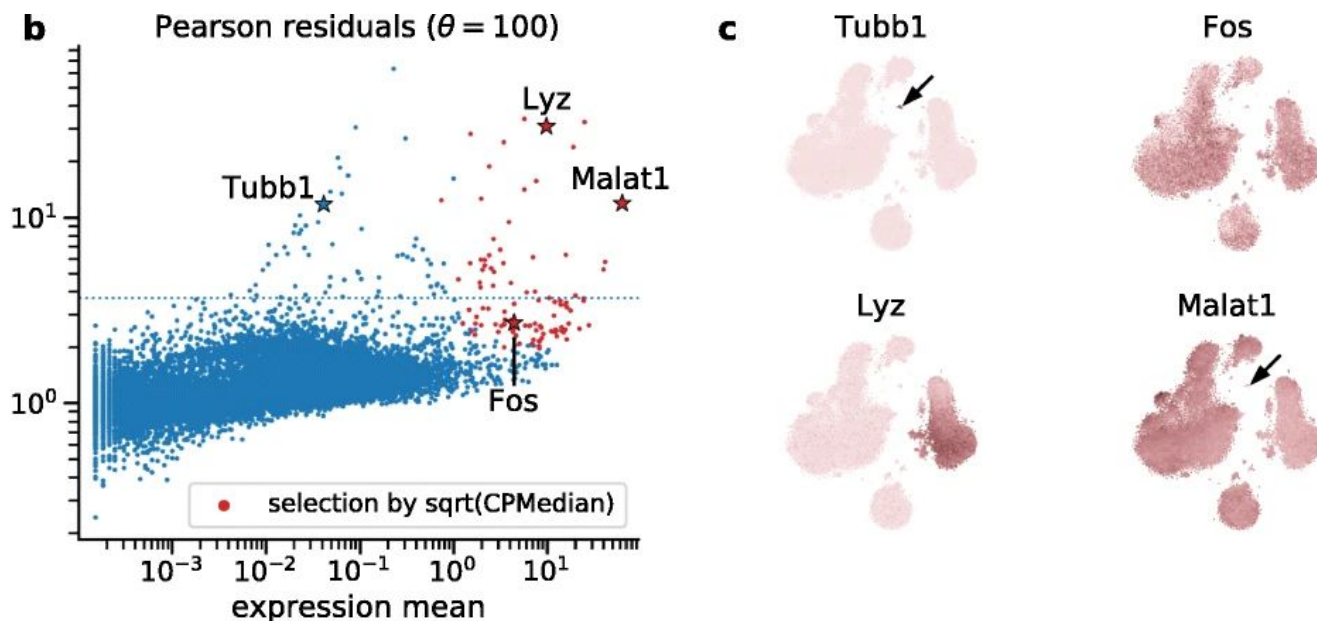 b Pearson residuals (θ = 100)
Lyz
Tubb1
Malat1
Fos
10¹
10⁰
selection by sqrt(CPMedian)
10⁻³ 10⁻² 10⁻¹ 10⁰ 10¹
expression mean
c Tubb1 Fos
Lyz Malat1